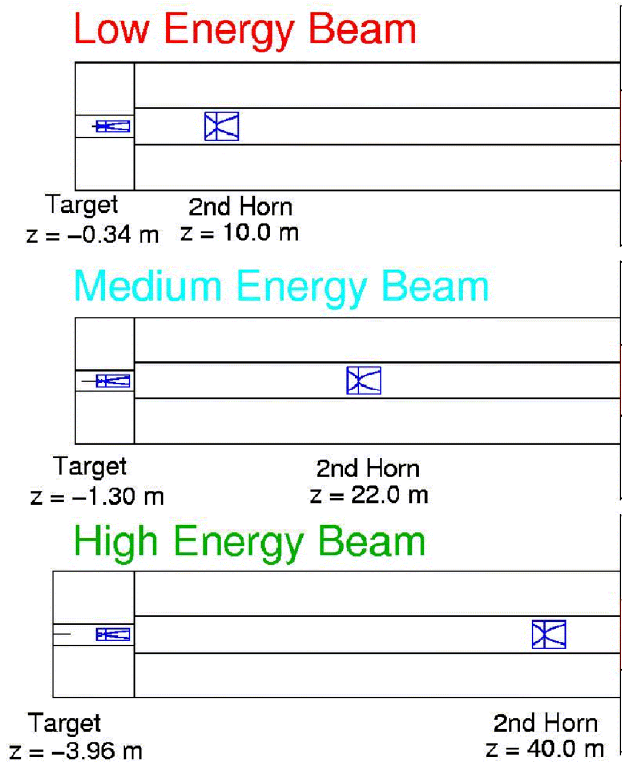 Low Energy Beam
Target 2nd Horn
z = −0.34 m z = 10.0 m
Medium Energy Beam
Target 2nd Horn
z = −1.30 m z = 22.0 m
High Energy Beam
Target 2nd Horn
z = −3.96 m z = 40.0 m